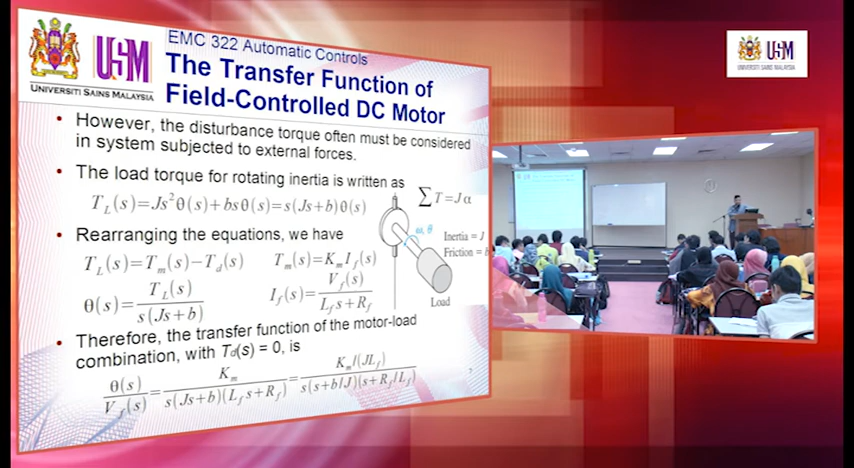 USM
UNIVERSITI SAINS MALAYSIA
EMC 322 Automatic Controls
The Transfer Function of
Field-Controlled DC Motor
• However, the disturbance torque often must be considered
in system subjected to external forces.
• The load torque for rotating inertia is written as
∑T=Jα
T_L(s)=Js²θ(s)+bsθ(s)=s(Js+b)θ(s)
ω, θ
Inertia = J
Friction =
Load
• Rearranging the equations, we have
T_L(s)=T_m(s)−T_d(s) T_m(s)=K_m I_f(s)
θ(s)=T_L(s)/s(Js+b) I_f(s)=V_f(s)/L_f s+R_f
• Therefore, the transfer function of the motor-load
combination, with T_d(s) = 0, is
θ(s)/V_f(s)=K_m/s(Js+b)(L_f s+R_f)=K_m/(JL_f)/s(s+b/J)(s+R_f/L_f)
7
USM
UNIVERSITI SAINS MALAYSIA